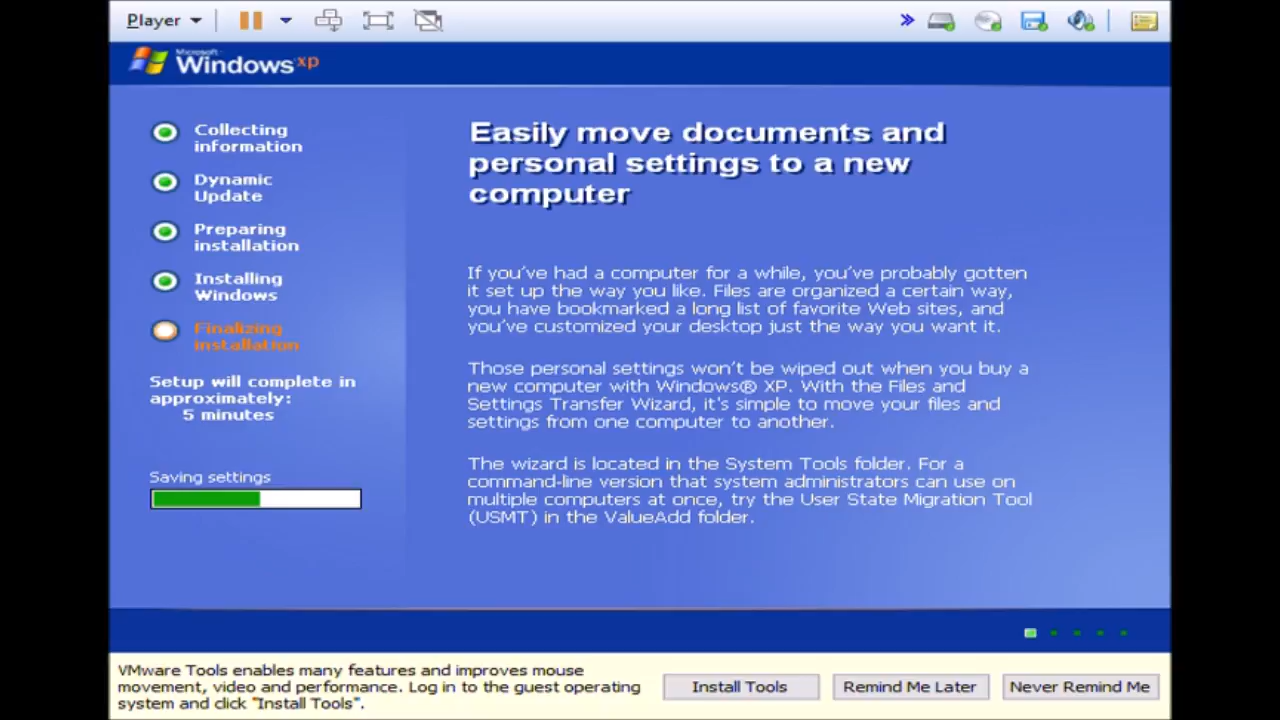 Player
Microsoft
Windows xp
Collecting
information
Dynamic
Update
Preparing
installation
Installing
Windows
Finalizing
installation
Setup will complete in
approximately:
5 minutes
Saving settings
Easily move documents and
personal settings to a new
computer
If you've had a computer for a while, you've probably gotten
it set up the way you like. Files are organized a certain way,
you have bookmarked a long list of favorite Web sites, and
you've customized your desktop just the way you want it.
Those personal settings won't be wiped out when you buy a
new computer with Windows® XP. With the Files and
Settings Transfer Wizard, it's simple to move your files and
settings from one computer to another.
The wizard is located in the System Tools folder. For a
command-line version that system administrators can use on
multiple computers at once, try the User State Migration Tool
(USMT) in the ValueAdd folder.
VMware Tools enables many features and improves mouse
movement, video and performance. Log in to the guest operating
system and click "Install Tools".
Install Tools
Remind Me Later
Never Remind Me